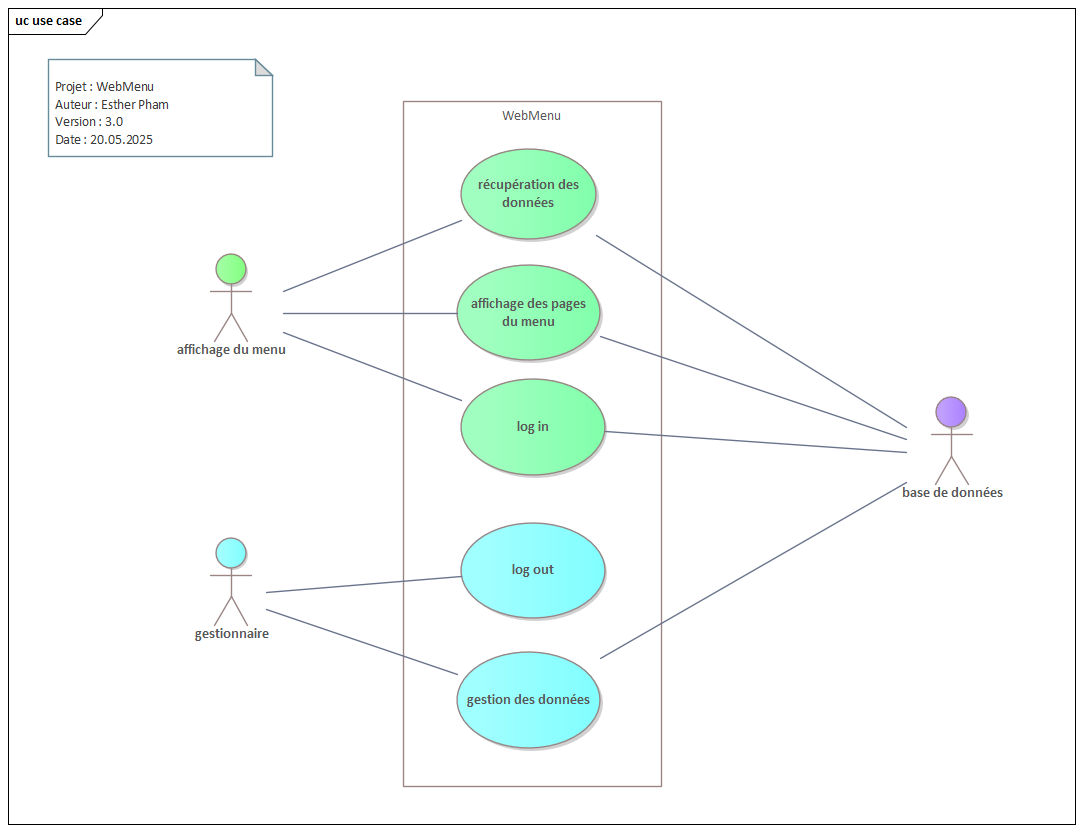 uc use case
Projet : WebMenu
Auteur : Esther Pham
Version : 3.0
Date : 20.05.2025
WebMenu
récupération des
données
affichage des pages
du menu
affichage du menu
log in
base de données
log out
gestionnaire
gestion des données